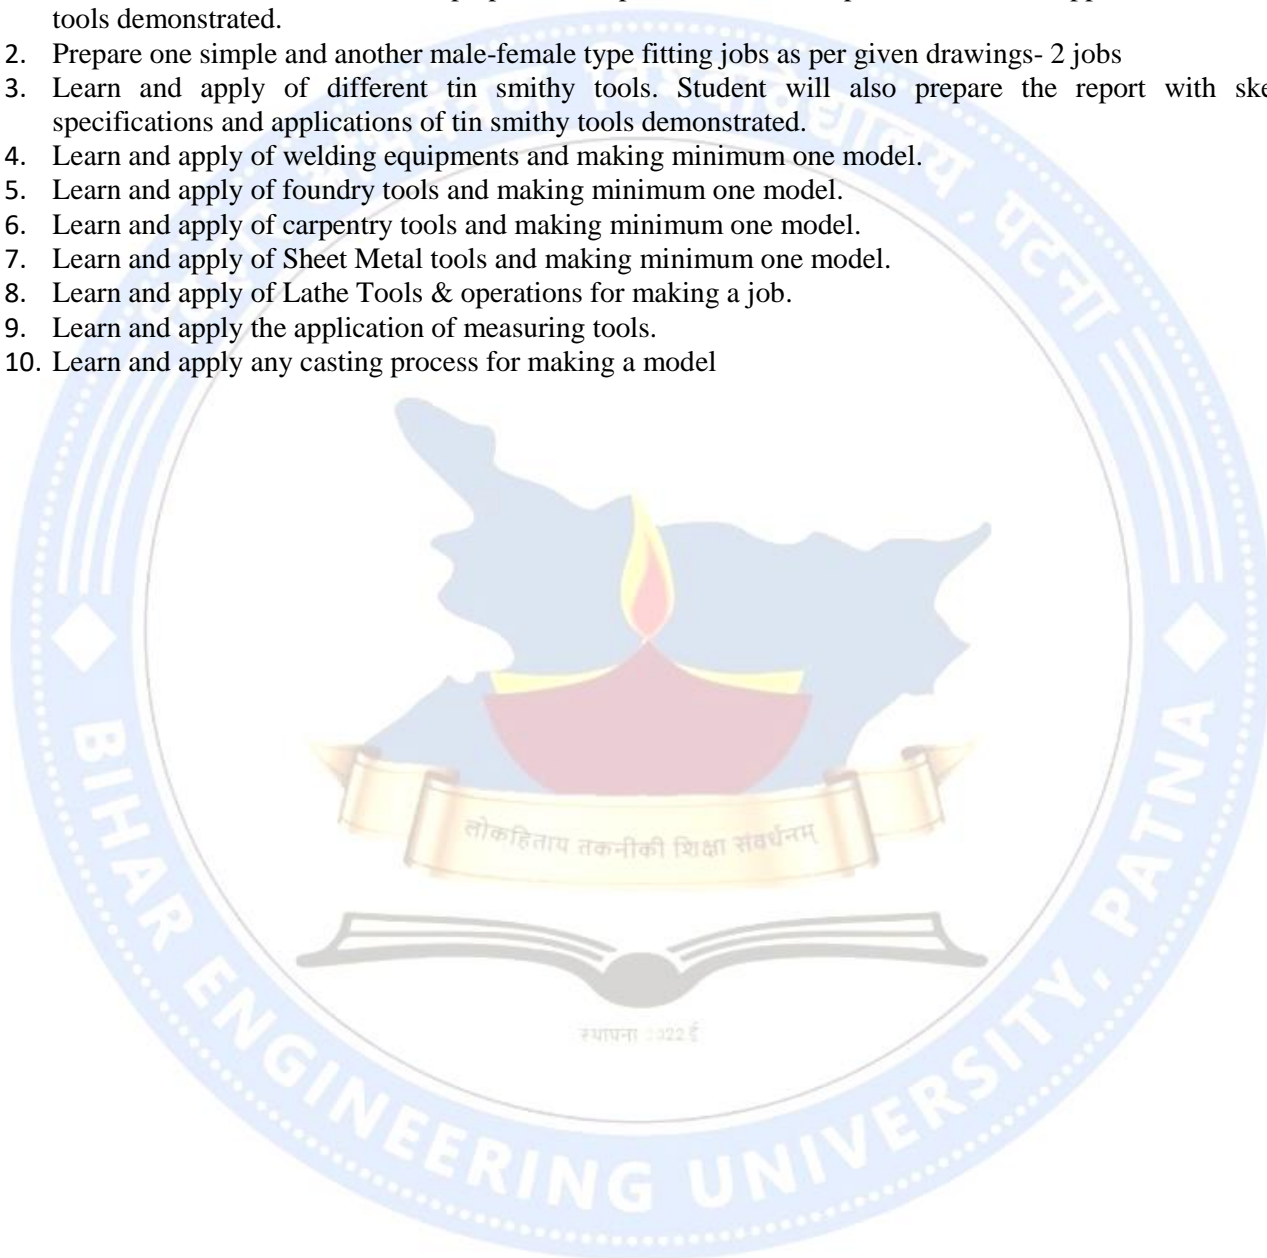 tools demonstrated.
2. Prepare one simple and another male-female type fitting jobs as per given drawings- 2 jobs
3. Learn and apply of different tin smithy tools. Student will also prepare the report with
specifications and applications of tin smithy tools demonstrated.
4. Learn and apply of welding equipments and making minimum one model.
5. Learn and apply of foundry tools and making minimum one model.
6. Learn and apply of carpentry tools and making minimum one model.
7. Learn and apply of Sheet Metal tools and making minimum one model.
8. Learn and apply of Lathe Tools & operations for making a job.
9. Learn and apply the application of measuring tools.
10. Learn and apply any casting process for making a model
विश्वविद्यालय, पटना
लोकहिताय तकनीकी शिक्षा संवर्धनम्
स्थापना 2022 ई
BIHAR ENGINEERING UNIVERSITY, PATNA